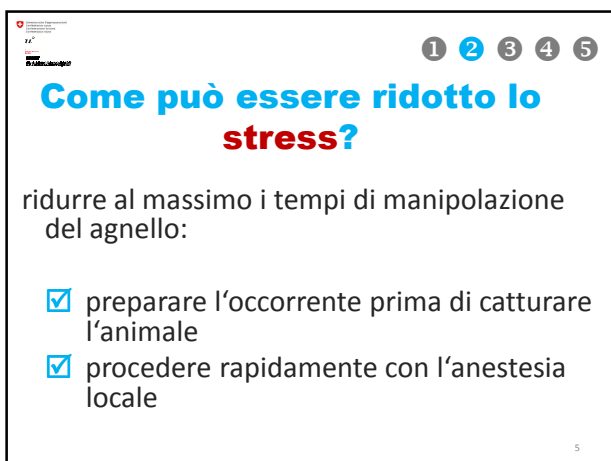 ❶ ❷ ❸ ❹ ❺
Come può essere ridotto lo
stress?
ridurre al massimo i tempi di manipolazione
del agnello:
preparare l‘occorrente prima di catturare
l‘animale
procedere rapidamente con l‘anestesia
locale
5